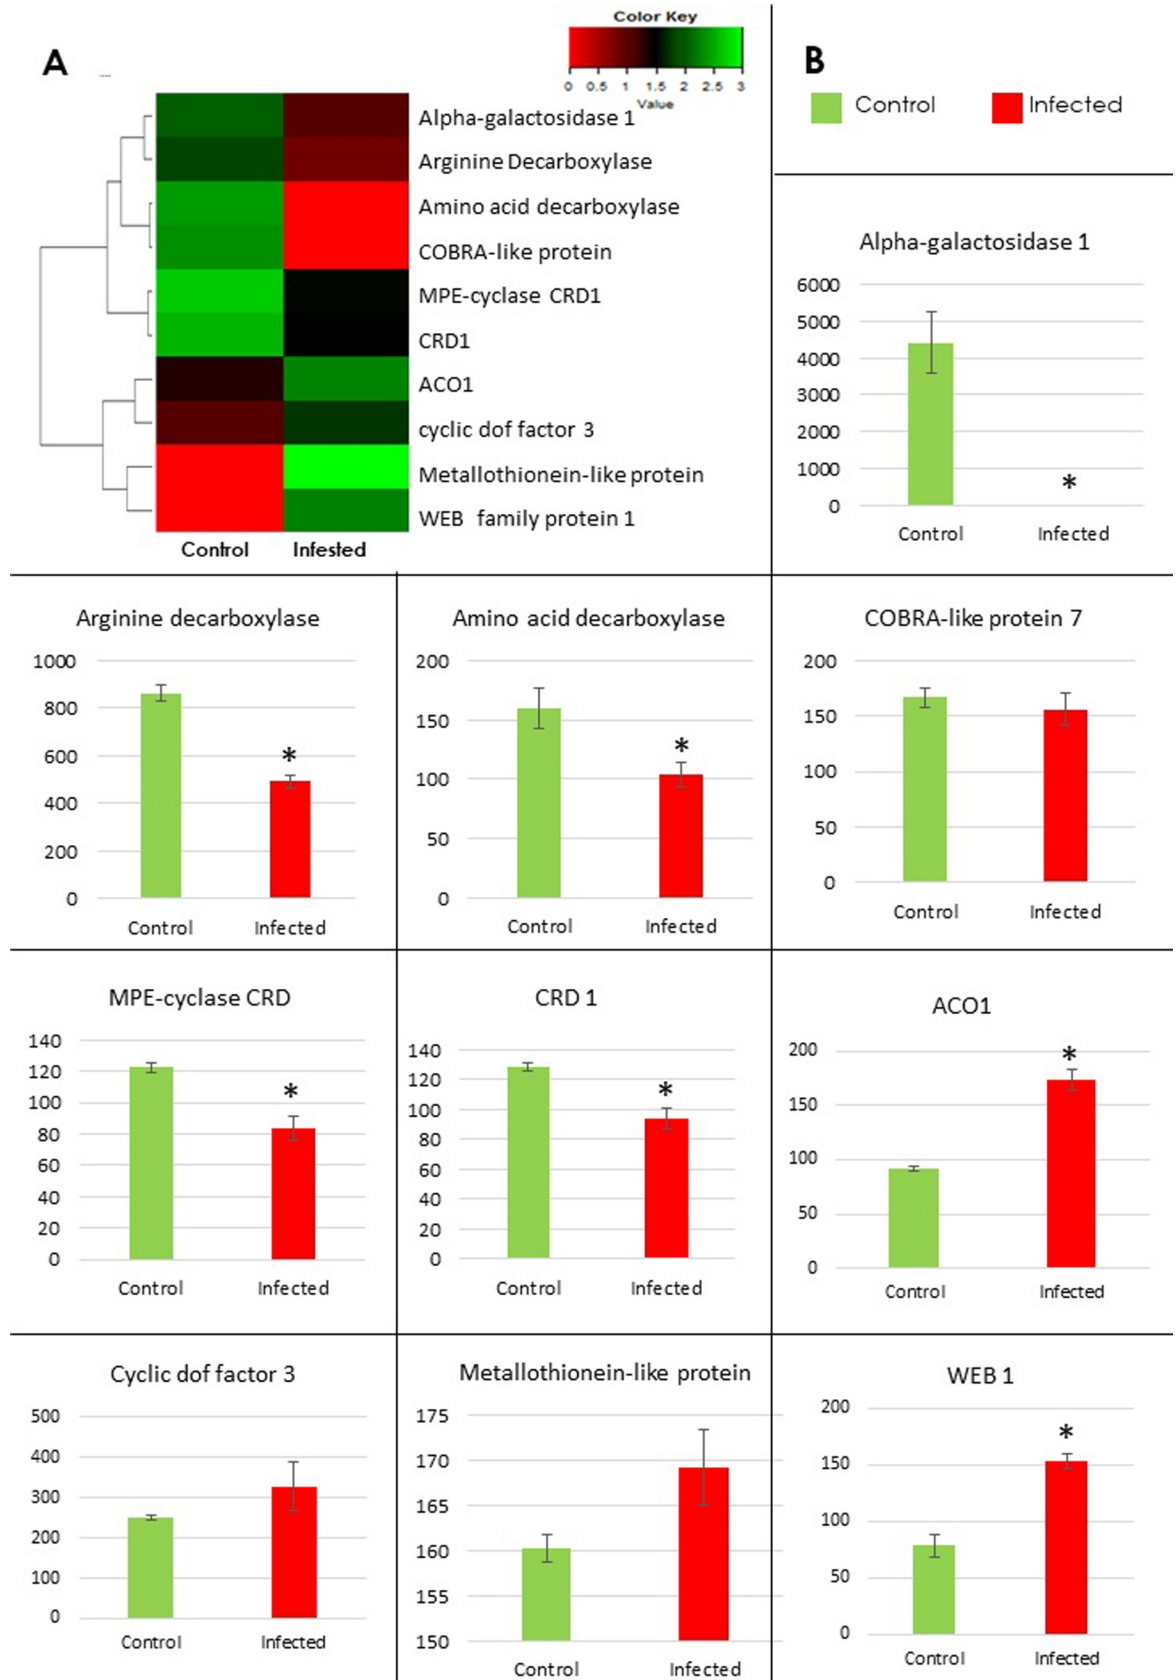 A
Color Key
0 0.5 1 1.5 2 2.5 3
Value
Alpha-galactosidase 1
Arginine Decarboxylase
Amino acid decarboxylase
COBRA-like protein
MPE-cyclase CRD1
CRD1
ACO1
cyclic dof factor 3
Metallothionein-like protein
WEB family protein 1
Control Infested
B
Control Infected
Alpha-galactosidase 1
6000
5000
4000
3000
2000
1000
0
*
Control Infected
Arginine decarboxylase
1000
800
600
400
200
0
*
Control Infected
Amino acid decarboxylase
200
150
100
50
0
*
Control Infected
COBRA-like protein 7
200
150
100
50
0
Control Infected
MPE-cyclase CRD
140
120
100
80
60
40
20
0
*
Control Infected
CRD 1
140
120
100
80
60
40
20
0
*
Control Infected
ACO1
200
150
100
50
0
*
Control Infected
Cyclic dof factor 3
500
400
300
200
100
0
Control Infected
Metallothionein-like protein
175
170
165
160
155
150
Control Infected
WEB 1
200
150
100
50
0
*
Control Infected